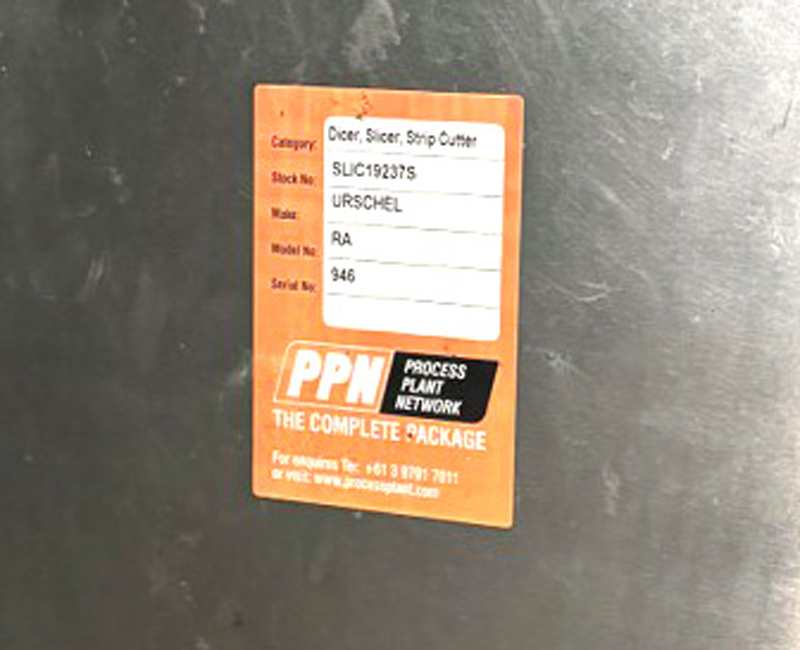 Category: Dicer, Slicer, Strip Cutter
Stock No: SLIC19237S
Make: URSCHEL
Model No: RA
Serial No: 946
PPN PROCESS
PLANT
NETWORK
THE COMPLETE PACKAGE
For enquires Tel: +61 3 9791 7011
or visit: www.processplant.com